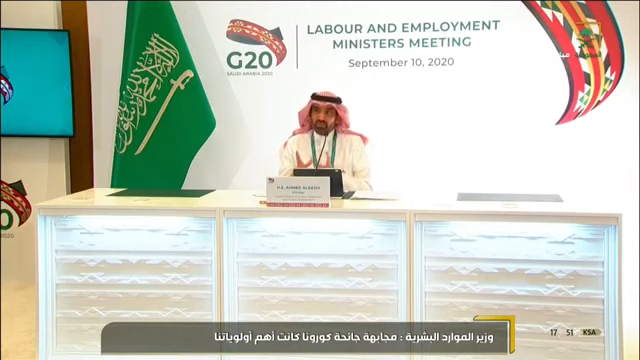 G20
SAUDI ARABIA 2020
LABOUR AND EMPLOYMENT
MINISTERS MEETING
September 10, 2020
H.E. AHMED ALRAJHI
وزير الموارد البشرية : مجابهة جانحة كورونا كانت أهم أولوياتنا
17 51 KSA